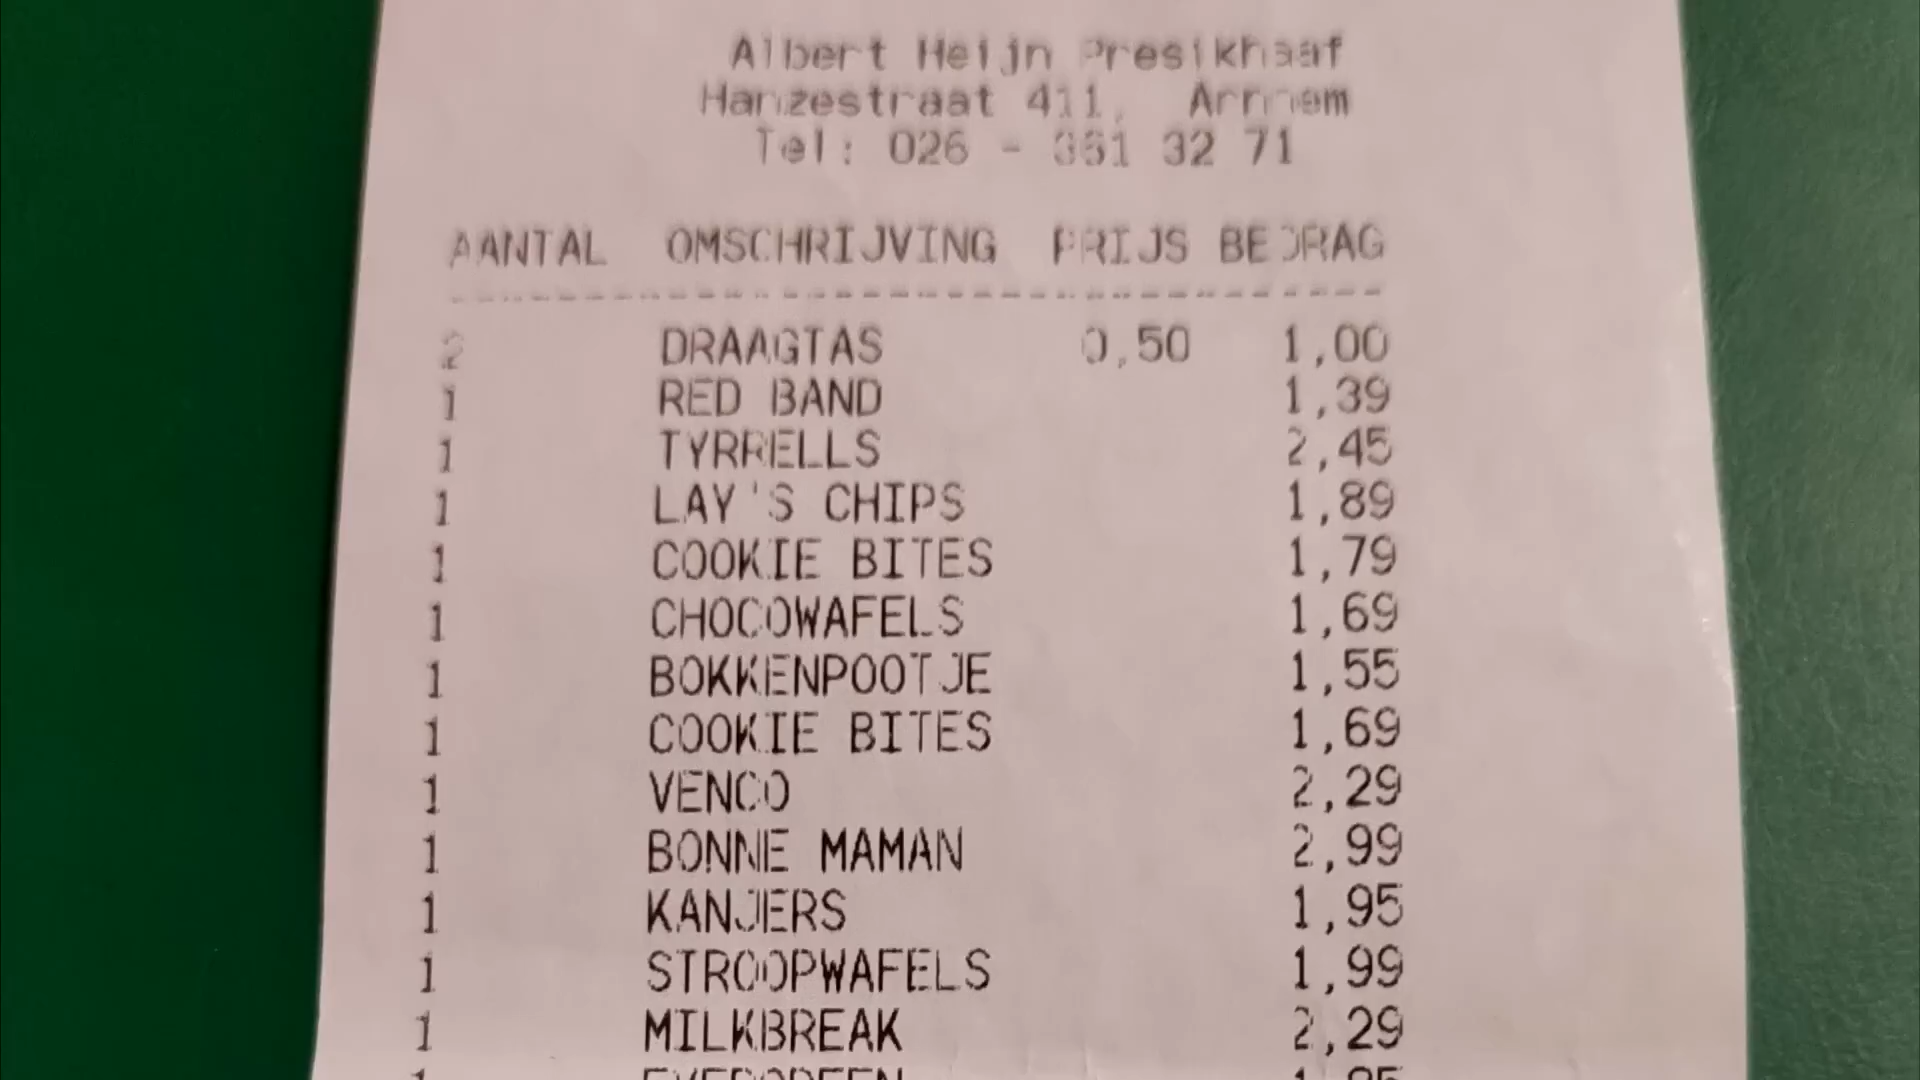 Albert Heijn Presikhaaf
Hanzestraat 411, Arnhem
Tel: 026 - 361 32 71
AANTAL OMSCHRIJVING PRIJS BEDRAG
2 DRAAGTAS 0,50 1,00
1 RED BAND 1,39
1 TYRRELLS 2,45
1 LAY'S CHIPS 1,89
1 COOKIE BITES 1,79
1 CHOCOWAFELS 1,69
1 BOKKENPOOTJE 1,55
1 COOKIE BITES 1,69
1 VENCO 2,29
1 BONNE MAMAN 2,99
1 KANJERS 1,95
1 STROOPWAFELS 1,99
1 MILKBREAK 2,29
1 EVERGREEN